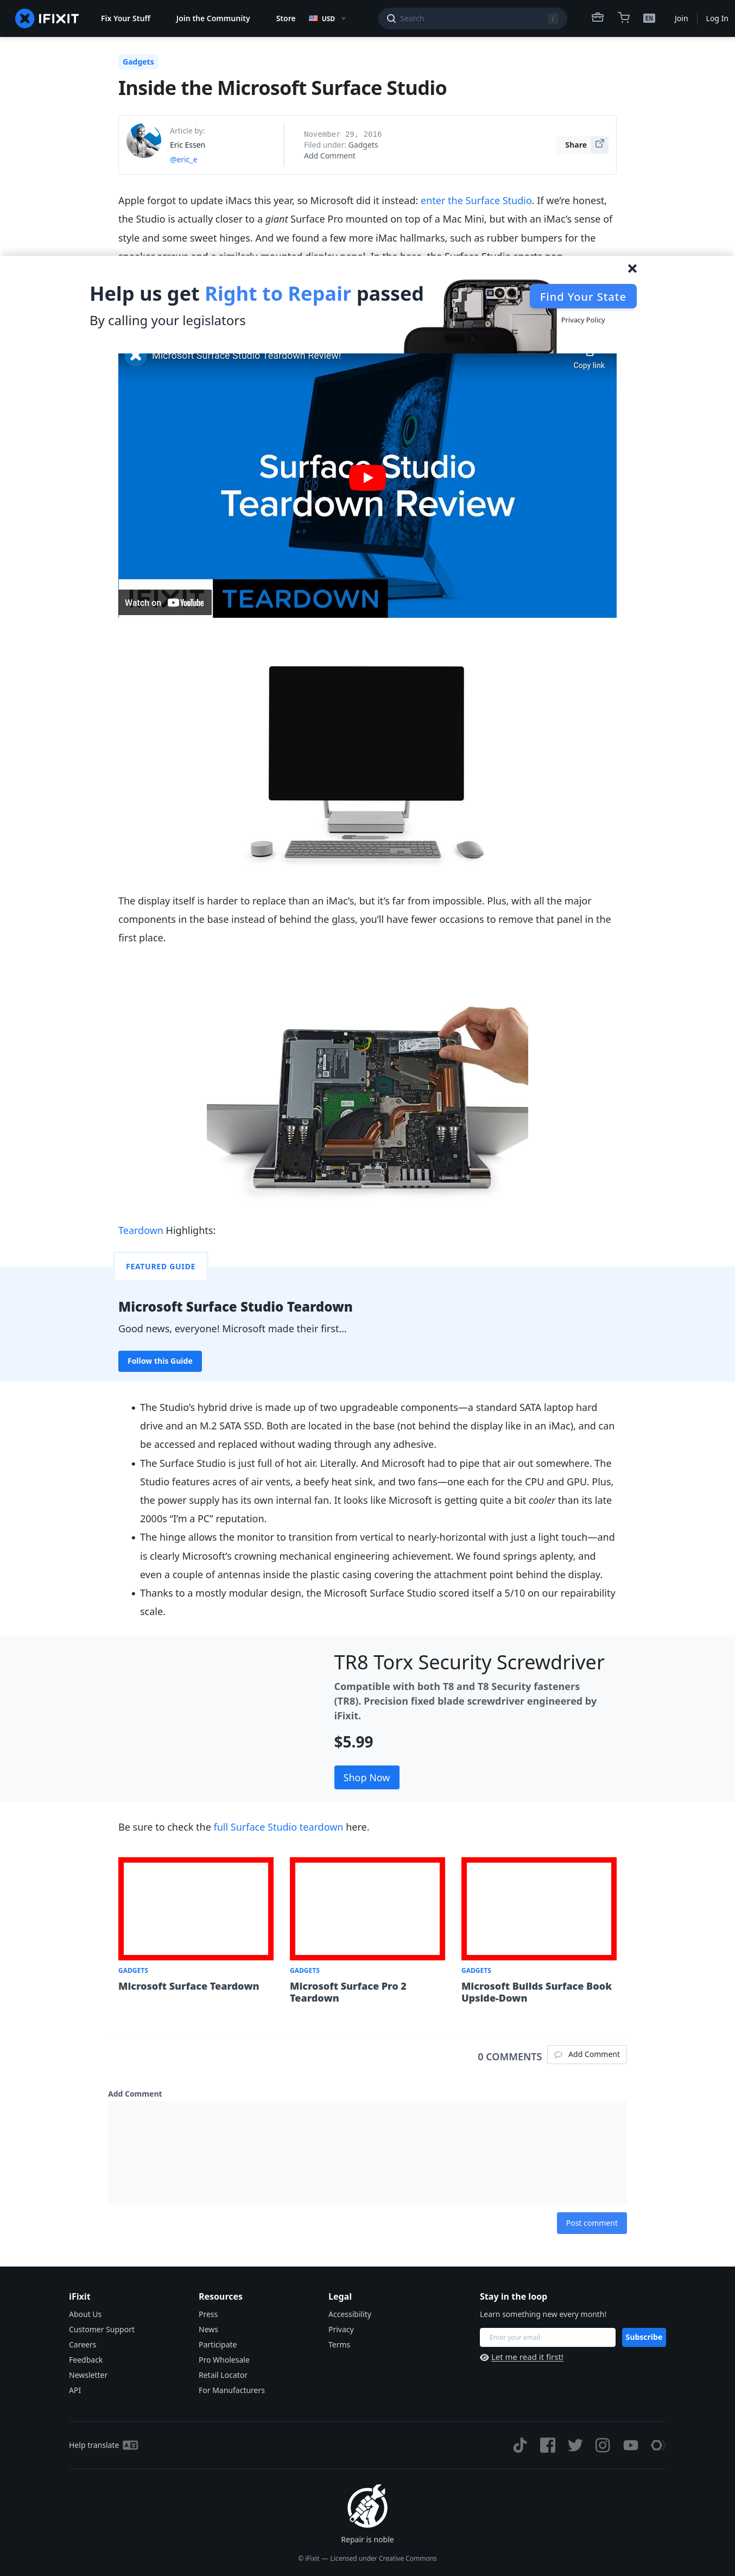 IFIXIT
Fix Your Stuff
Join the Community
Store
USD
Search
/
EN
Join
Log In
Gadgets
Inside the Microsoft Surface Studio
Article by:
Eric Essen
@eric_e
November 29, 2016
Filed under: Gadgets
Add Comment
Share
Apple forgot to update iMacs this year, so Microsoft did it instead: enter the Surface Studio. If we’re honest,
the Studio is actually closer to a giant Surface Pro mounted on top of a Mac Mini, but with an iMac’s sense of
style and some sweet hinges. And we found a few more iMac hallmarks, such as rubber bumpers for the
Help us get Right to Repair passed
By calling your legislators
Find Your State
Privacy Policy
Microsoft Surface Studio Teardown Review!
Copy link
Surface Studio
Teardown Review
Watch on YouTube
TEARDOWN
The display itself is harder to replace than an iMac’s, but it’s far from impossible. Plus, with all the major
components in the base instead of behind the glass, you’ll have fewer occasions to remove that panel in the
first place.
Teardown Highlights:
FEATURED GUIDE
Microsoft Surface Studio Teardown
Good news, everyone! Microsoft made their first...
Follow this Guide
The Studio’s hybrid drive is made up of two upgradeable components—a standard SATA laptop hard
drive and an M.2 SATA SSD. Both are located in the base (not behind the display like in an iMac), and can
be accessed and replaced without wading through any adhesive.
The Surface Studio is just full of hot air. Literally. And Microsoft had to pipe that air out somewhere. The
Studio features acres of air vents, a beefy heat sink, and two fans—one each for the CPU and GPU. Plus,
the power supply has its own internal fan. It looks like Microsoft is getting quite a bit cooler than its late
2000s “I’m a PC” reputation.
The hinge allows the monitor to transition from vertical to nearly-horizontal with just a light touch—and
is clearly Microsoft’s crowning mechanical engineering achievement. We found springs aplenty, and
even a couple of antennas inside the plastic casing covering the attachment point behind the display.
Thanks to a mostly modular design, the Microsoft Surface Studio scored itself a 5/10 on our repairability
scale.
TR8 Torx Security Screwdriver
Compatible with both T8 and T8 Security fasteners
(TR8). Precision fixed blade screwdriver engineered by
iFixit.
$5.99
Shop Now
Be sure to check the full Surface Studio teardown here.
GADGETS
Microsoft Surface Teardown
GADGETS
Microsoft Surface Pro 2
Teardown
GADGETS
Microsoft Builds Surface Book
Upside-Down
0 COMMENTS
Add Comment
Add Comment
Post comment
iFixit
About Us
Customer Support
Careers
Feedback
Newsletter
API
Resources
Press
News
Participate
Pro Wholesale
Retail Locator
For Manufacturers
Legal
Accessibility
Privacy
Terms
Stay in the loop
Learn something new every month!
Enter your email
Subscribe
Let me read it first!
Help translate
Repair is noble
© iFixit — Licensed under Creative Commons